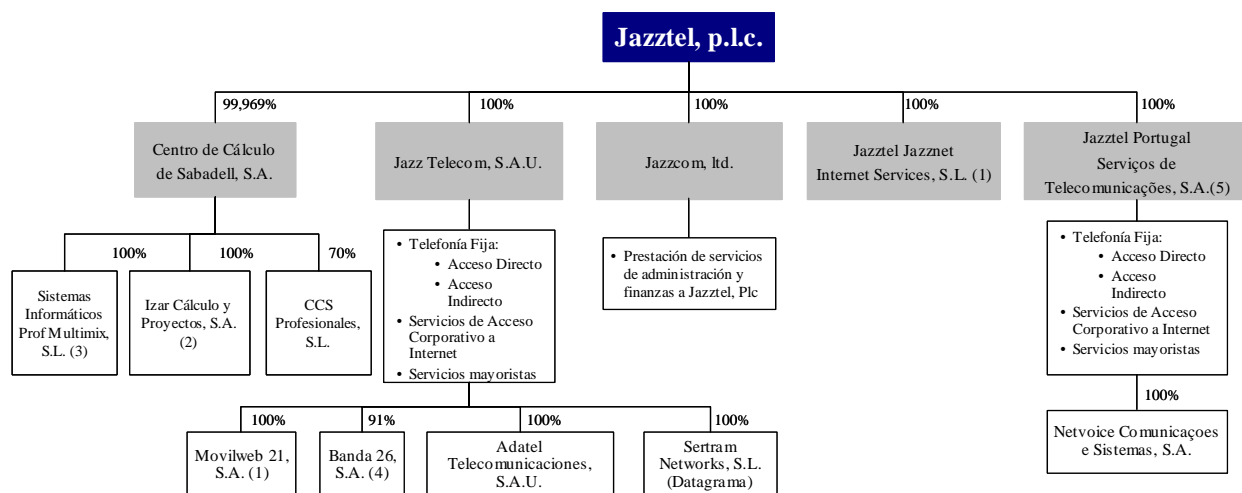 Jazztel, p.l.c.
99,969%
100%
100%
100%
100%
Centro de Cálculo
de Sabadell, S.A.
Jazz Telecom, S.A.U.
Jazzcom, ltd.
Jazztel Jazznet
Internet Services, S.L. (1)
Jazztel Portugal
Serviços de
Telecomunicações, S.A.(5)
100%
100%
70%
Sistemas
Informáticos
Prof Multimix,
S.L. (3)
Izar Cálculo y
Proyectos, S.A.
(2)
CCS
Profesionales,
S.L.
• Telefonía Fija:
• Acceso Directo
• Acceso
Indirecto
• Servicios de Acceso
Corporativo a
Internet
• Servicios mayoristas
• Prestación de servicios
de administración y
finanzas a Jazztel, Plc
• Telefonía Fija:
• Acceso Directo
• Acceso
Indirecto
• Servicios de Acceso
Corporativo a Internet
• Servicios mayoristas
100%
91%
100%
100%
100%
Movilweb 21,
S.A. (1)
Banda 26,
S.A. (4)
Adatel
Telecomunicaciones,
S.A.U.
Sertram
Networks, S.L.
(Datagrama)
Netvoice Comunicaçoes
e Sistemas, S.A.